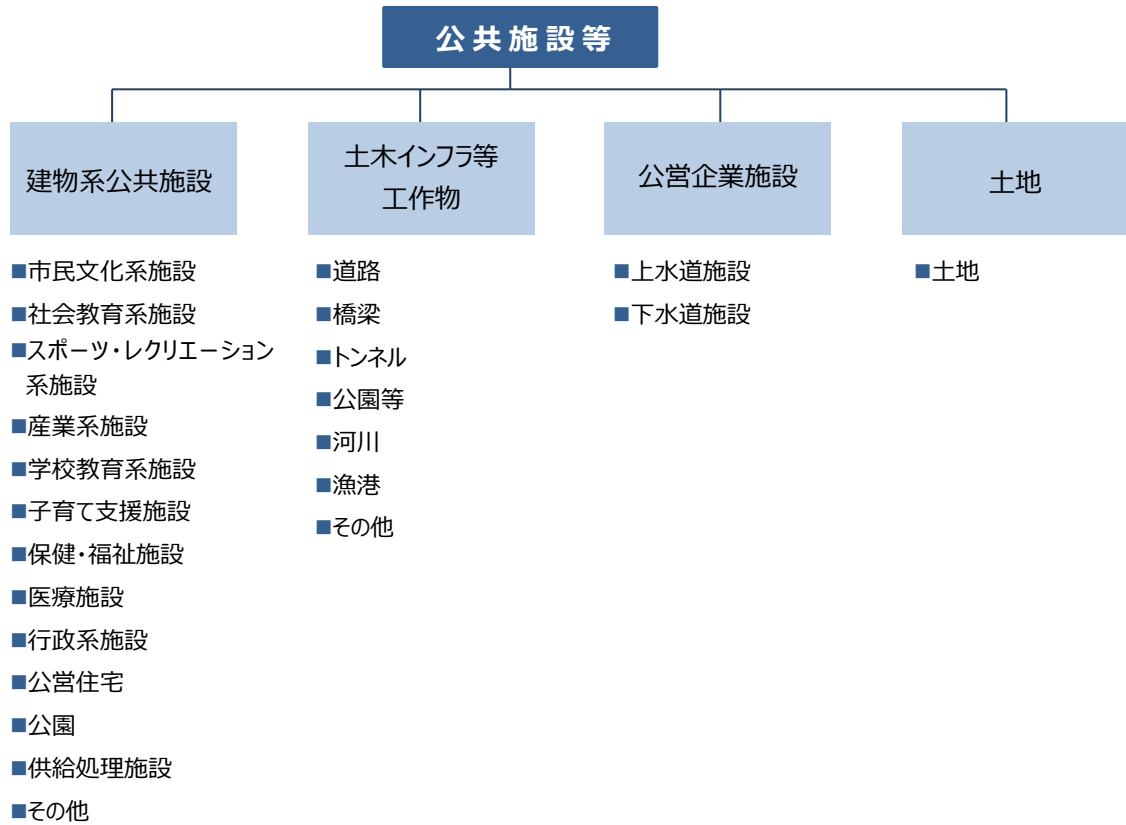 公共施設等
建物系公共施設
土木インフラ等
工作物
公営企業施設
土地
■市民文化系施設
■社会教育系施設
■スポーツ・レクリエーション
系施設
■産業系施設
■学校教育系施設
■子育て支援施設
■保健・福祉施設
■医療施設
■行政系施設
■公営住宅
■公園
■供給処理施設
■その他
■道路
■橋梁
■トンネル
■公園等
■河川
■漁港
■その他
■上水道施設
■下水道施設
■土地